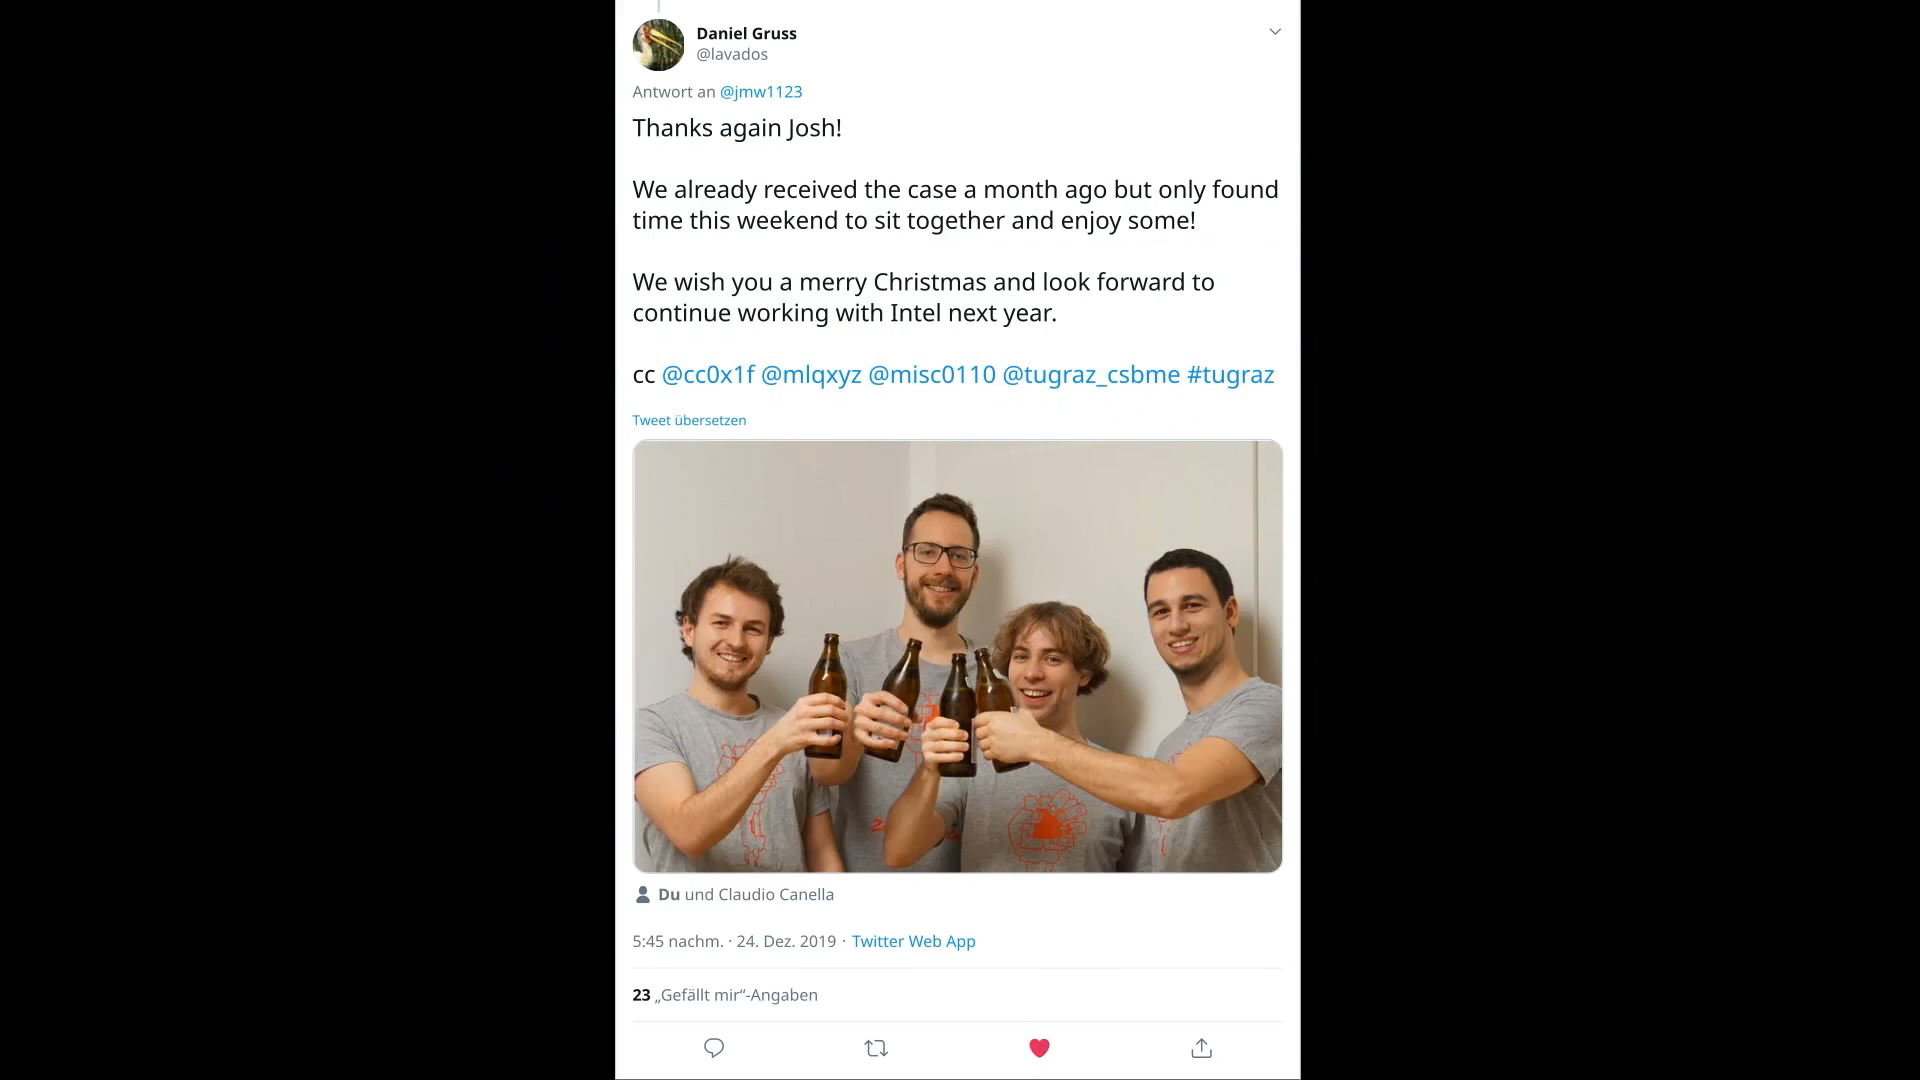 Daniel Gruss
@lavados
Antwort an @jmw1123
Thanks again Josh!
We already received the case a month ago but only found
time this weekend to sit together and enjoy some!
We wish you a merry Christmas and look forward to
continue working with Intel next year.
cc @cc0x1f @mlqxyz @misc0110 @tugraz_csbme #tugraz
Tweet übersetzen
Du und Claudio Canella
5:45 nachm. · 24. Dez. 2019 · Twitter Web App
23 „Gefällt mir“-Angaben